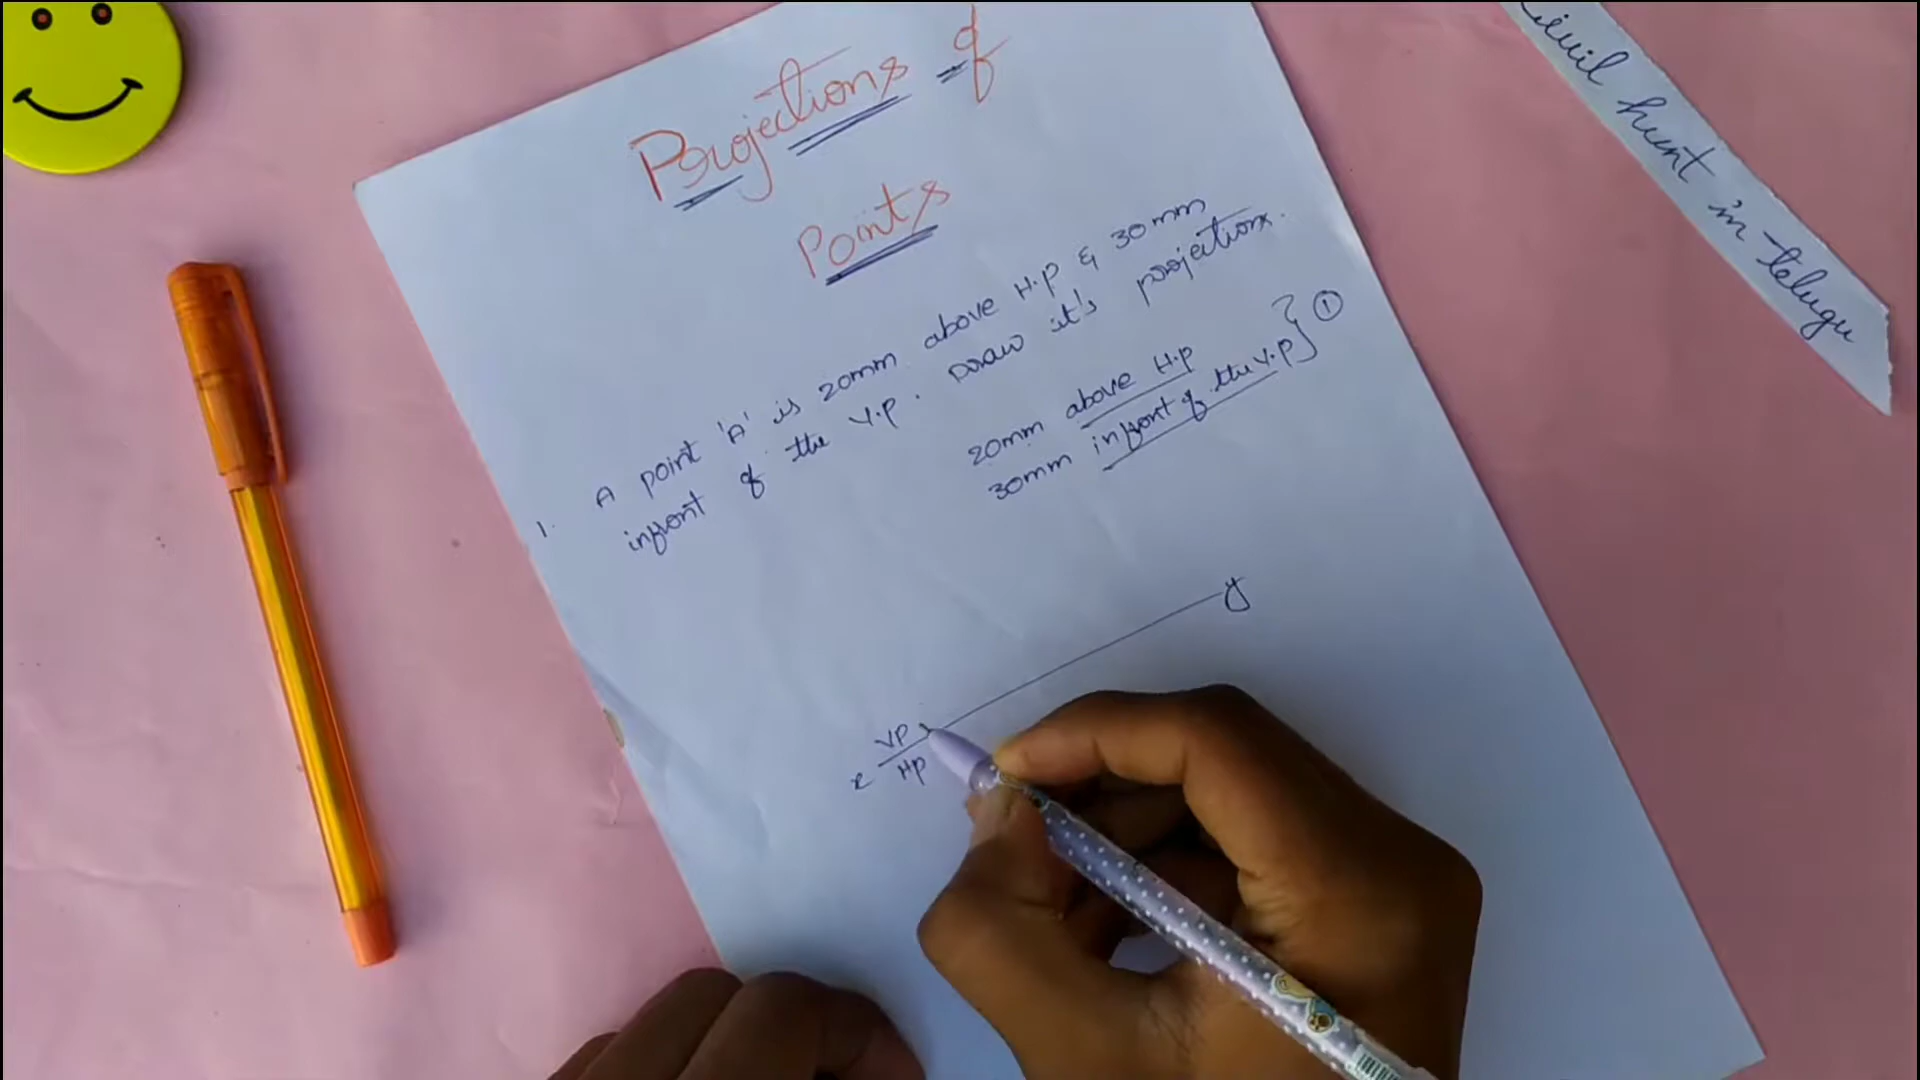 Projections of
Points
1. A point 'A' is 20mm above H.P & 30mm
infront of the V.P. Draw it's projections.
20mm above H.P
30mm infront of the V.P } ①
VP
x HP y
civil hunt in telugu